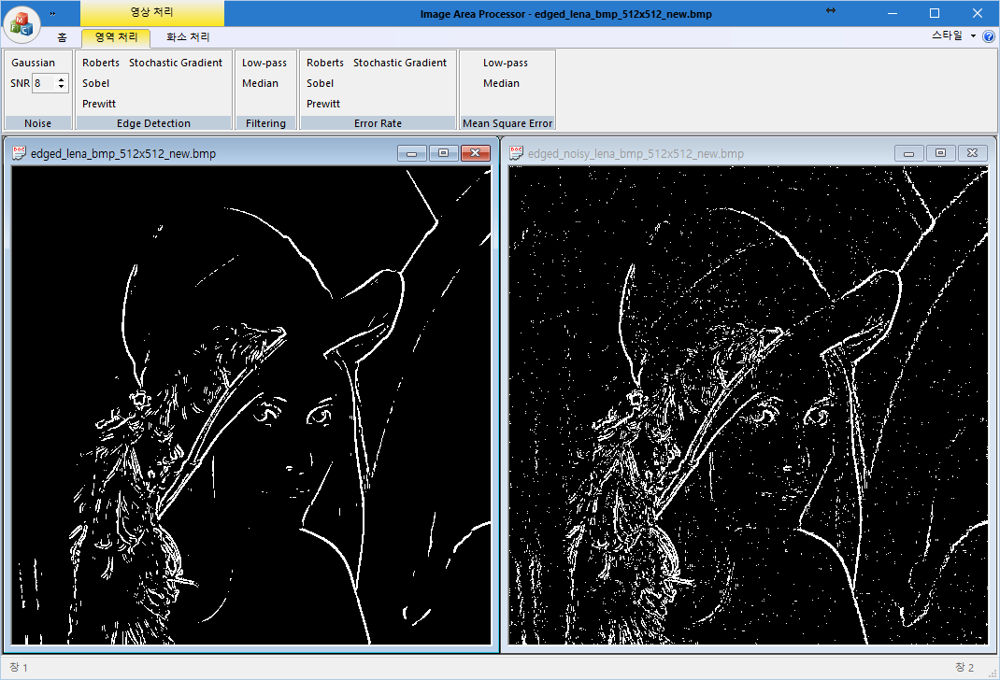 영상 처리
Image Area Processor - edged_lena_bmp_512x512_new.bmp
홈 영역 처리 화소 처리 스타일
Gaussian
SNR 8
Noise
Roberts Stochastic Gradient
Sobel
Prewitt
Edge Detection
Low-pass
Median
Filtering
Roberts Stochastic Gradient
Sobel
Prewitt
Error Rate
Low-pass
Median
Mean Square Error
edged_lena_bmp_512x512_new.bmp
edged_noisy_lena_bmp_512x512_new.bmp
창 1 창 2